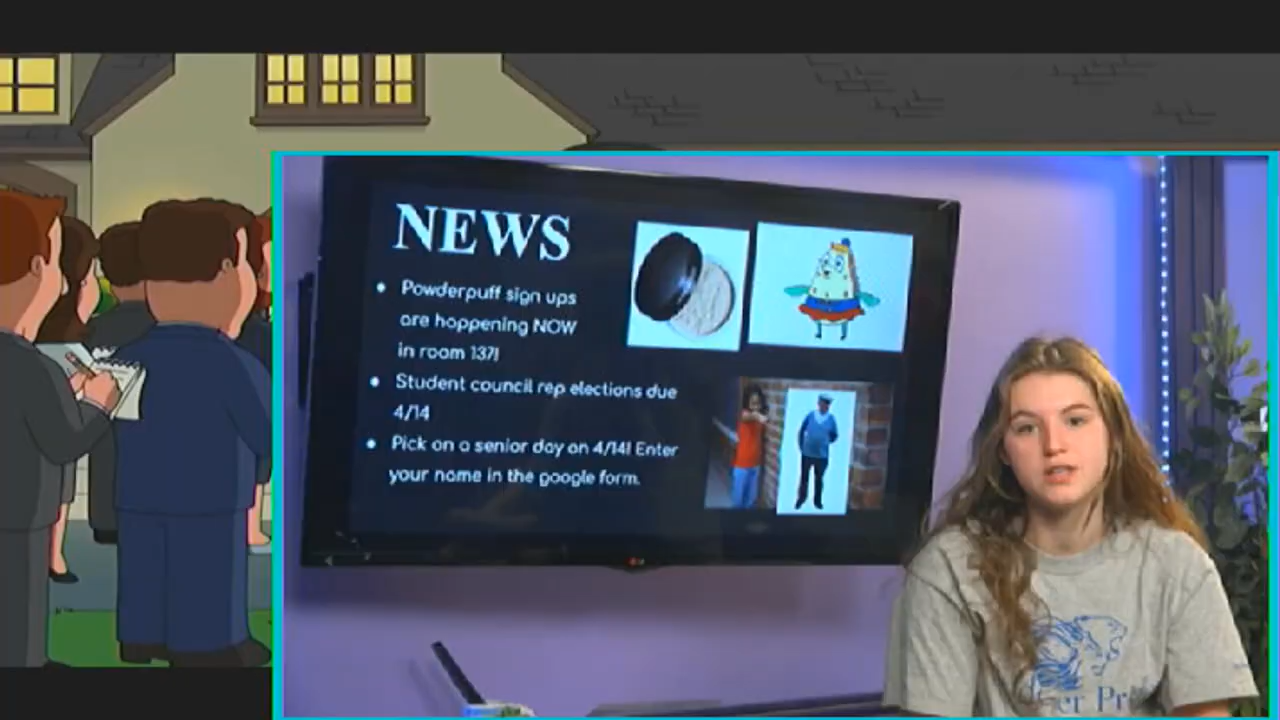 NEWS
Powderpuff sign ups
are happening NOW
in room 137!
Student council rep elections due
4/14
Pick on a senior day on 4/14! Enter
your name in the google form.
LG